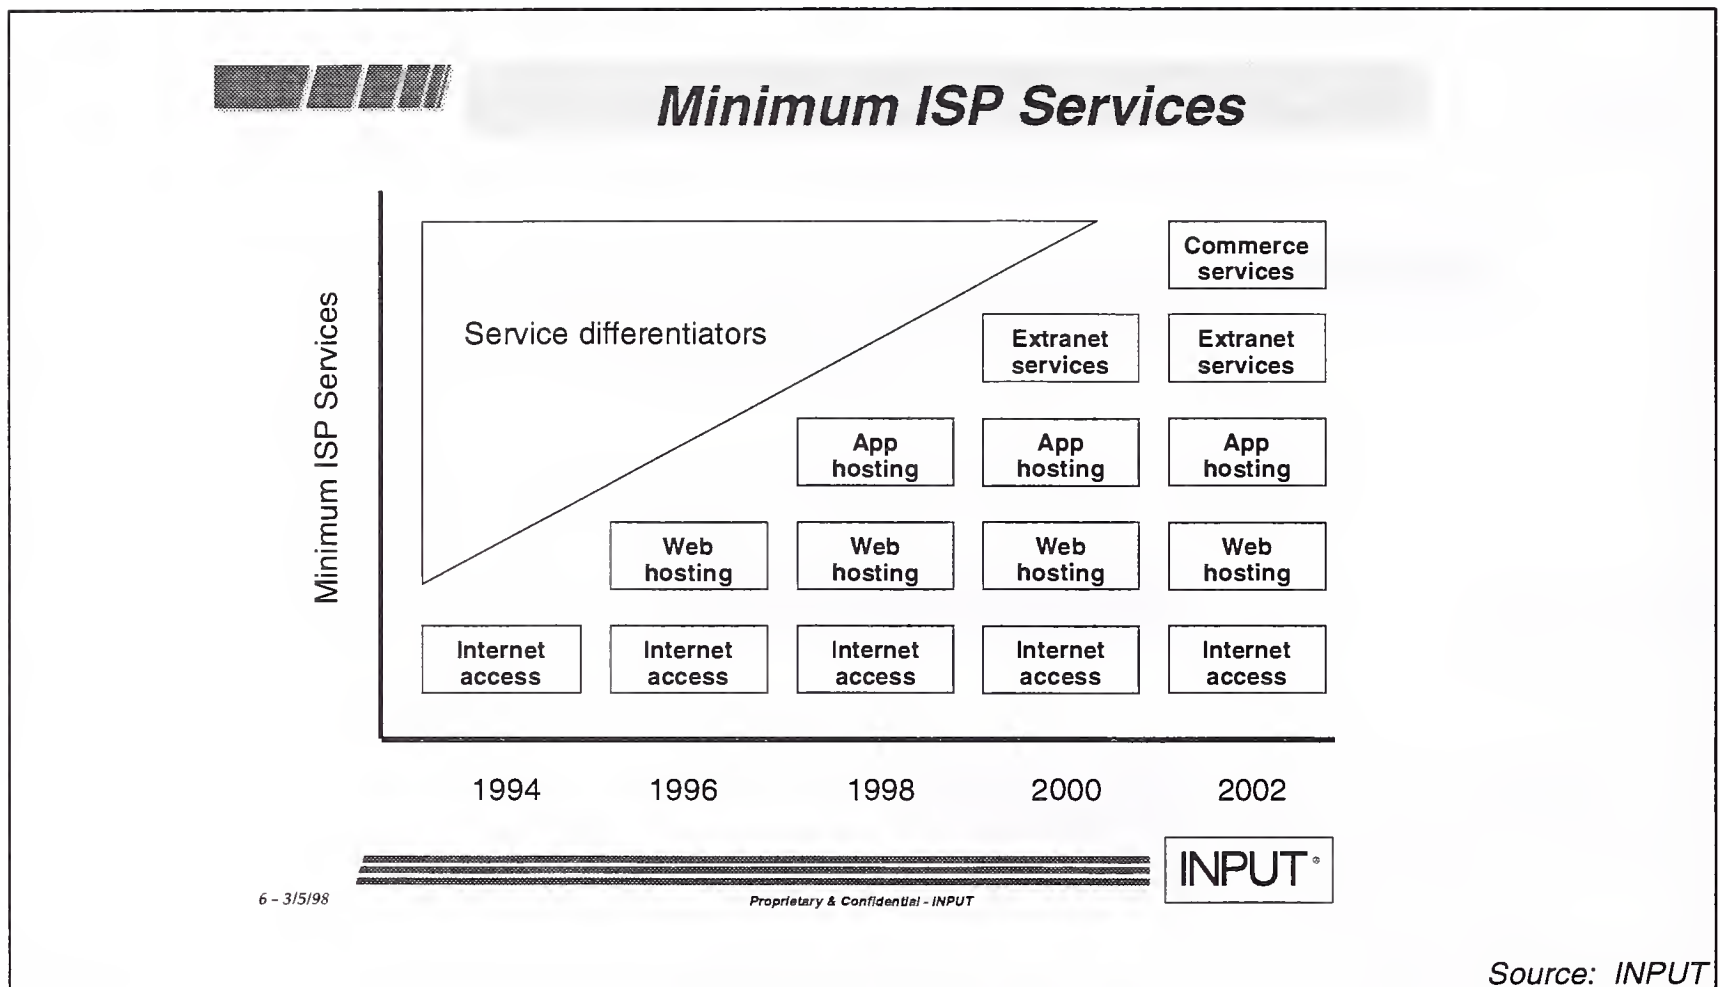 Minimum ISP Services
Minimum ISP Services
Service differentiators
Commerce
services
Extranet
services
Extranet
services
App
hosting
App
hosting
App
hosting
Web
hosting
Web
hosting
Web
hosting
Web
hosting
Internet
access
Internet
access
Internet
access
Internet
access
Internet
access
1994 1996 1998 2000 2002
INPUT®
6 – 3/5/98
Proprietary & Confidential - INPUT
Source: INPUT